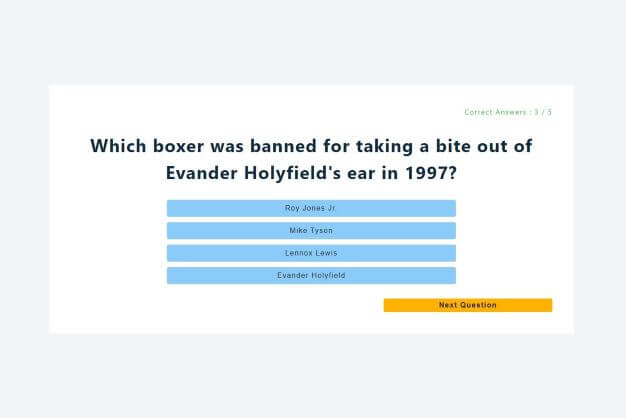 Correct Answers : 3 / 5
Which boxer was banned for taking a bite out of
Evander Holyfield's ear in 1997?
Roy Jones Jr.
Mike Tyson
Lennox Lewis
Evander Holyfield
Next Question